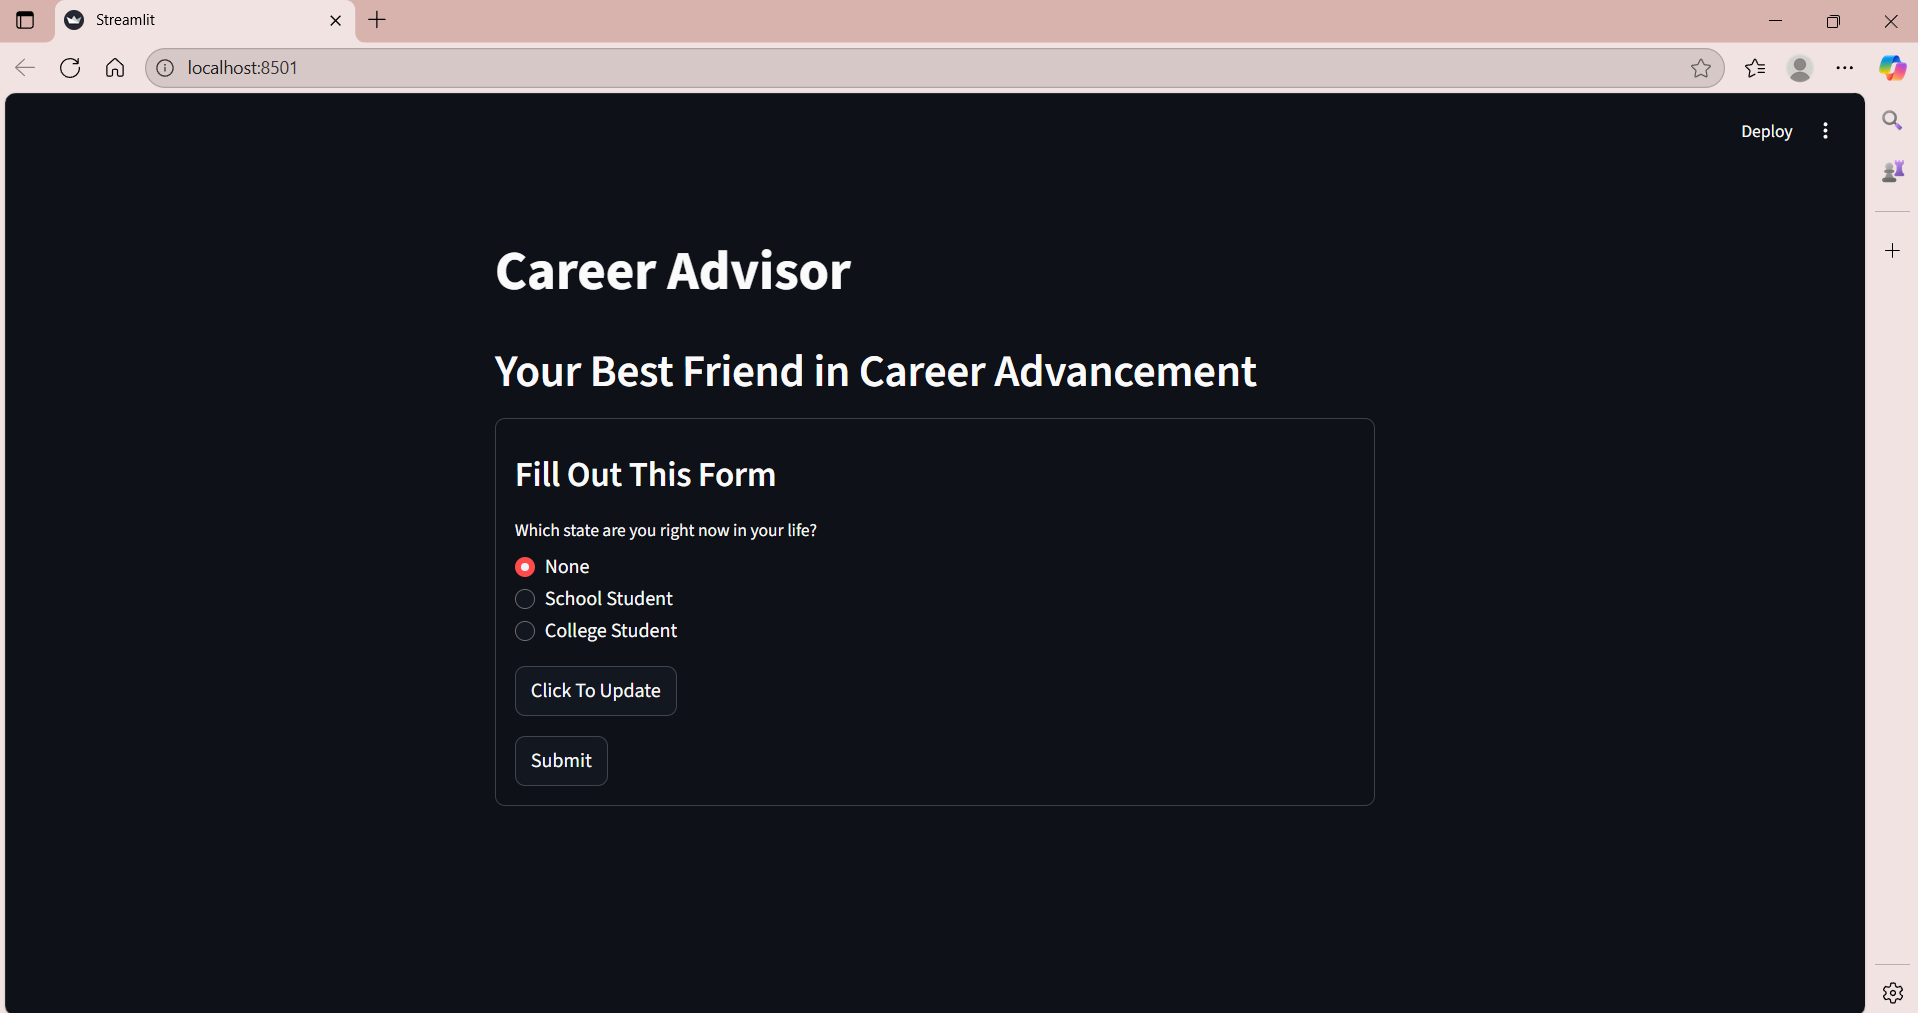 Streamlit
localhost:8501
Deploy
Career Advisor
Your Best Friend in Career Advancement
Fill Out This Form
Which state are you right now in your life?
None
School Student
College Student
Click To Update
Submit